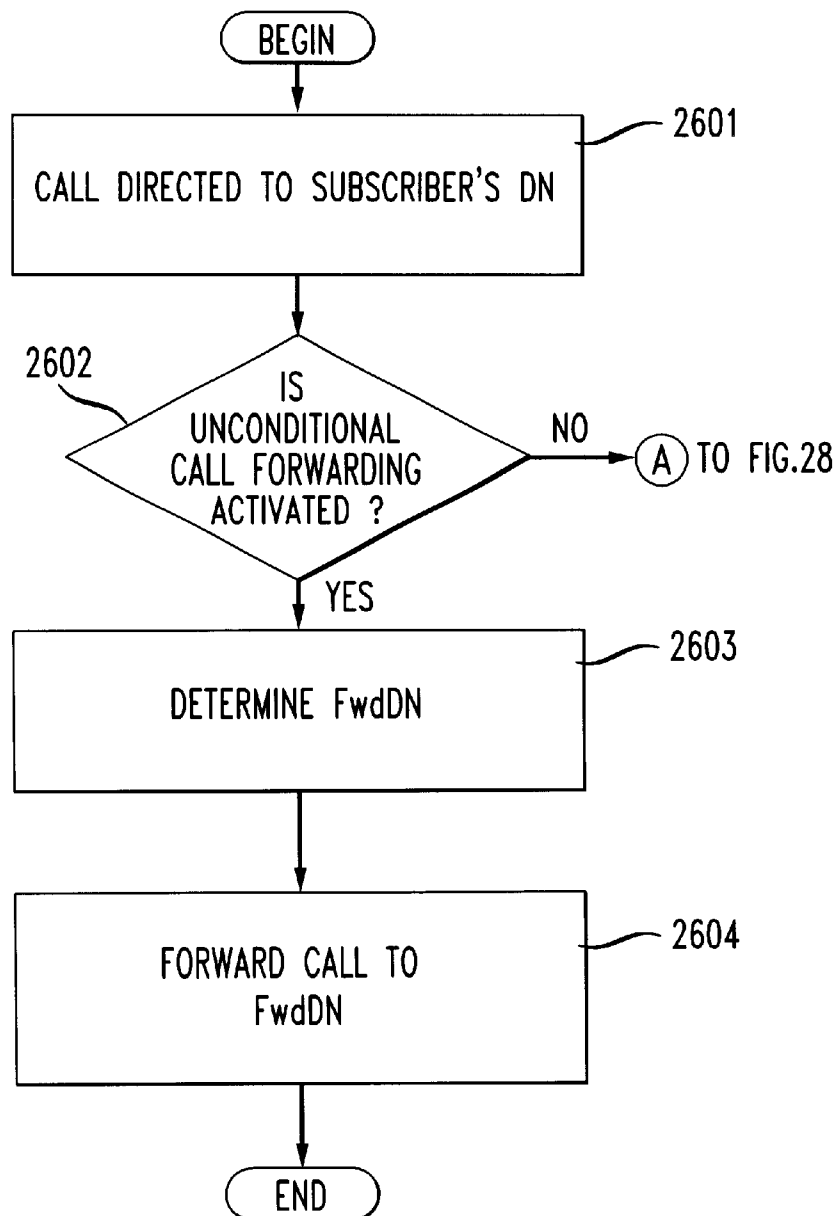 BEGIN
2601
CALL DIRECTED TO SUBSCRIBER'S DN
2602
IS
UNCONDITIONAL
CALL FORWARDING
ACTIVATED ?
NO
A TO FIG.28
YES
2603
DETERMINE FwdDN
2604
FORWARD CALL TO
FwdDN
END